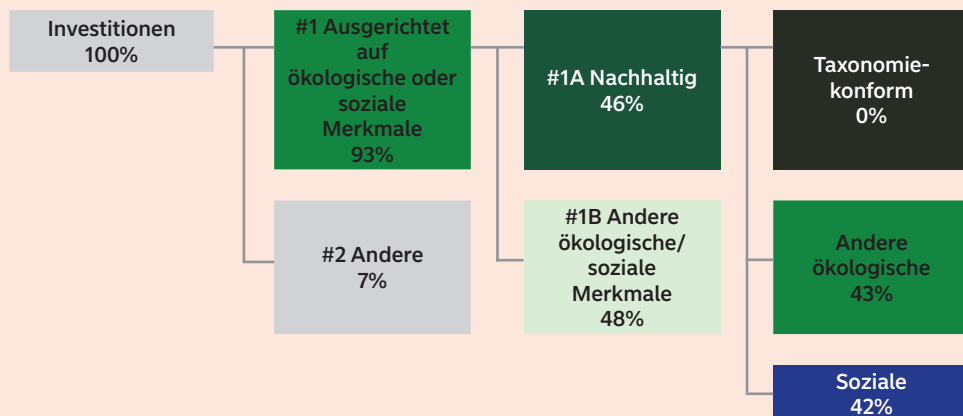 Investitionen
100%
#1 Ausgerichtet
auf
ökologische oder
soziale
Merkmale
93%
#2 Andere
7%
#1A Nachhaltig
46%
#1B Andere
ökologische/
soziale
Merkmale
48%
Taxonomie-
konform
0%
Andere
ökologische
43%
Soziale
42%